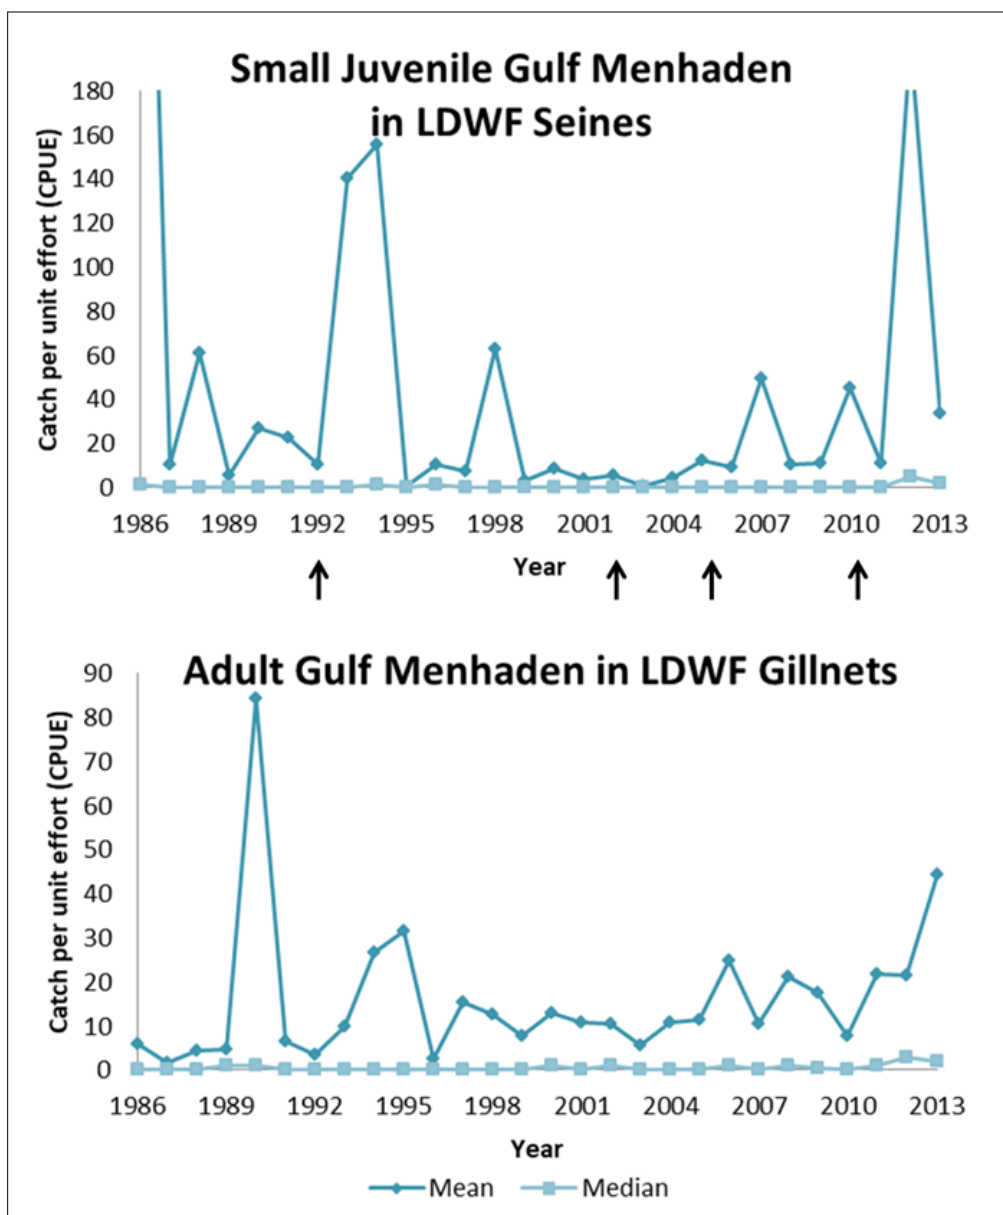 Small Juvenile Gulf Menhaden
in LDWF Seines
Catch per unit effort (CPUE)
180
160
140
120
100
80
60
40
20
0
1986 1989 1992 1995 1998 2001 2004 2007 2010 2013
Year
Adult Gulf Menhaden in LDWF Gillnets
Catch per unit effort (CPUE)
90
80
70
60
50
40
30
20
10
0
1986 1989 1992 1995 1998 2001 2004 2007 2010 2013
Year
Mean Median